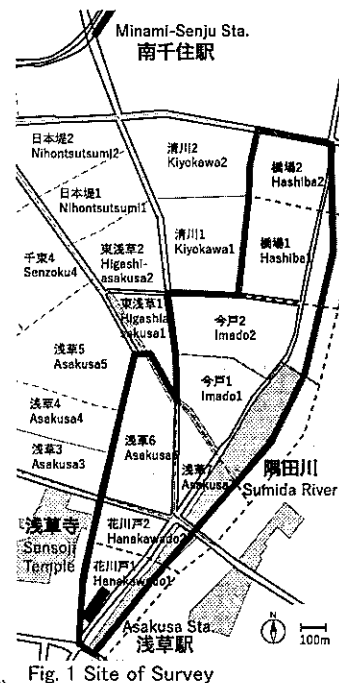 Minami-Senju Sta.
南千住駅
日本堤2
Nihontsutsumi2
清川2
Kiyokawa2
橋場2
Hashiba2
日本堤1
Nihontsutsumi1
清川1
Kiyokawa1
橋場1
Hashiba1
千束4
Senzoku4
東浅草2
Higashi-
asakusa2
東浅草1
Higashia
sakusa1
今戸2
Imado2
浅草5
Asakusa5
今戸1
Imado1
浅草4
Asakusa4
浅草6
Asakusa6
浅草3
Asakusa3
浅草7
隅田川
Sumida River
浅草寺
Sensoji
Temple
花川戸2
Hanakawado2
花川戸1
Hanakawado1
Asakusa Sta.
浅草駅
N
100m
Fig. 1 Site of Survey